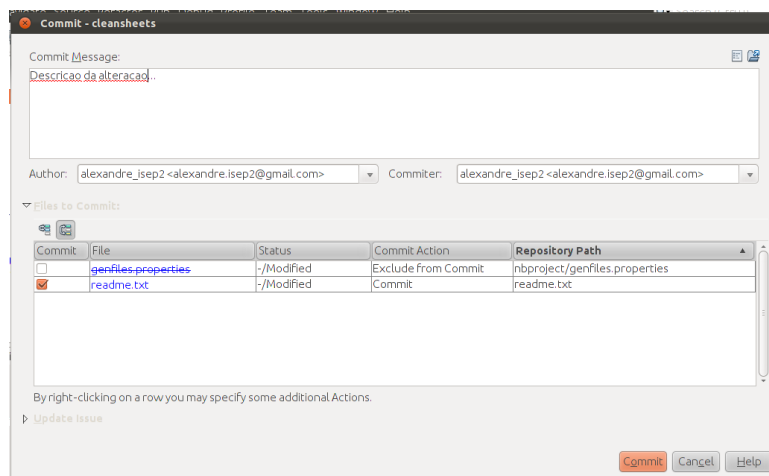 Commit - cleansheets
Commit Message:
Descricao da alteracao...
Author: alexandre_isep2 <alexandre.isep2@gmail.com> Commiter: alexandre_isep2 <alexandre.isep2@gmail.com>
Files to Commit:
Commit File Status Commit Action Repository Path
genfiles.properties -/Modified Exclude from Commit nbproject/genfiles.properties
readme.txt -/Modified Commit readme.txt
By right-clicking on a row you may specify some additional Actions.
Update Issue
Commit Cancel Help